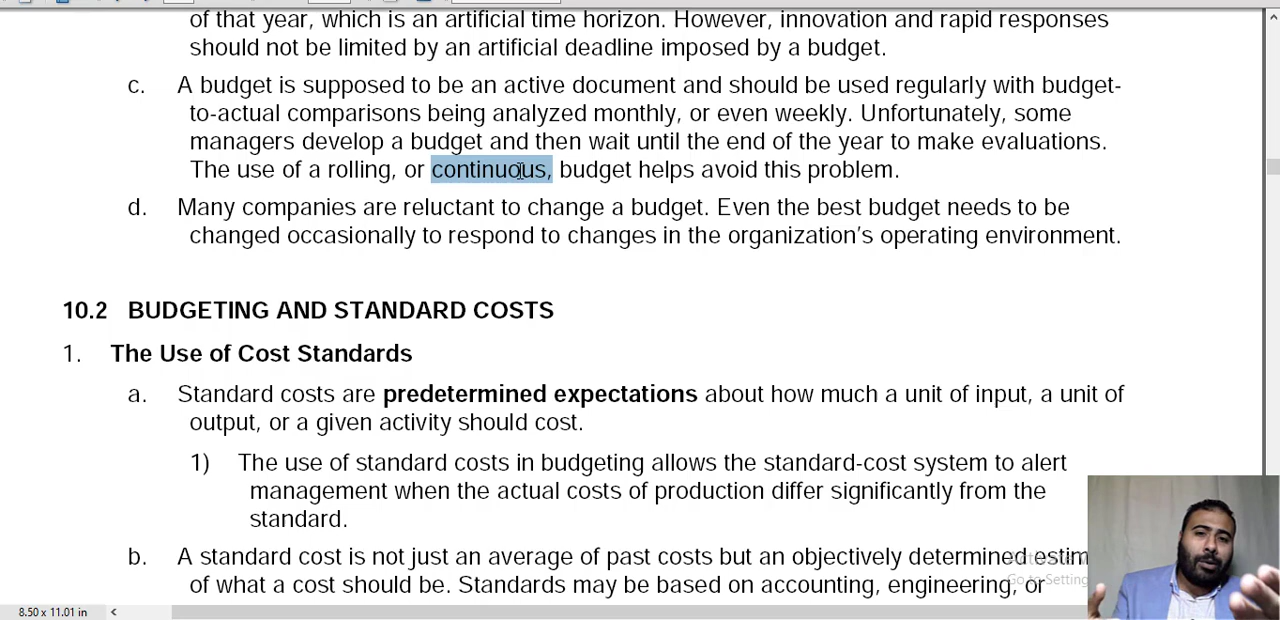 of that year, which is an artificial time horizon. However, innovation and rapid responses
should not be limited by an artificial deadline imposed by a budget.
c. A budget is supposed to be an active document and should be used regularly with budget-
to-actual comparisons being analyzed monthly, or even weekly. Unfortunately, some
managers develop a budget and then wait until the end of the year to make evaluations.
The use of a rolling, or continuous, budget helps avoid this problem.
d. Many companies are reluctant to change a budget. Even the best budget needs to be
changed occasionally to respond to changes in the organization's operating environment.
10.2 BUDGETING AND STANDARD COSTS
1. The Use of Cost Standards
a. Standard costs are predetermined expectations about how much a unit of input, a unit of
output, or a given activity should cost.
1) The use of standard costs in budgeting allows the standard-cost system to alert
management when the actual costs of production differ significantly from the
standard.
b. A standard cost is not just an average of past costs but an objectively determined estim
of what a cost should be. Standards may be based on accounting, engineering, or
Activate
Go to Setting
8.50 x 11.01 in